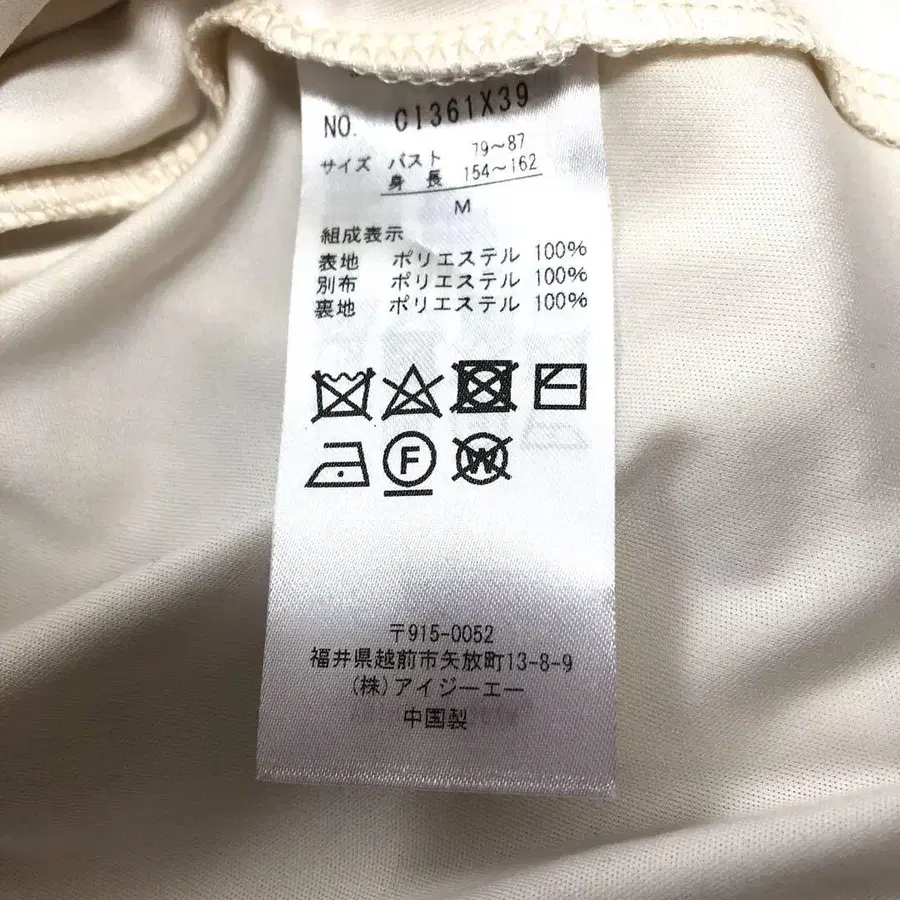 NO. CI361X39
サイズ バスト 79～87
身長 154～162
M
組成表示
表地 ポリエステル 100%
別布 ポリエステル 100%
裏地 ポリエステル 100%
F
W
〒915-0052
福井県越前市矢放町13-8-9
(株)アイジーエー
中国製